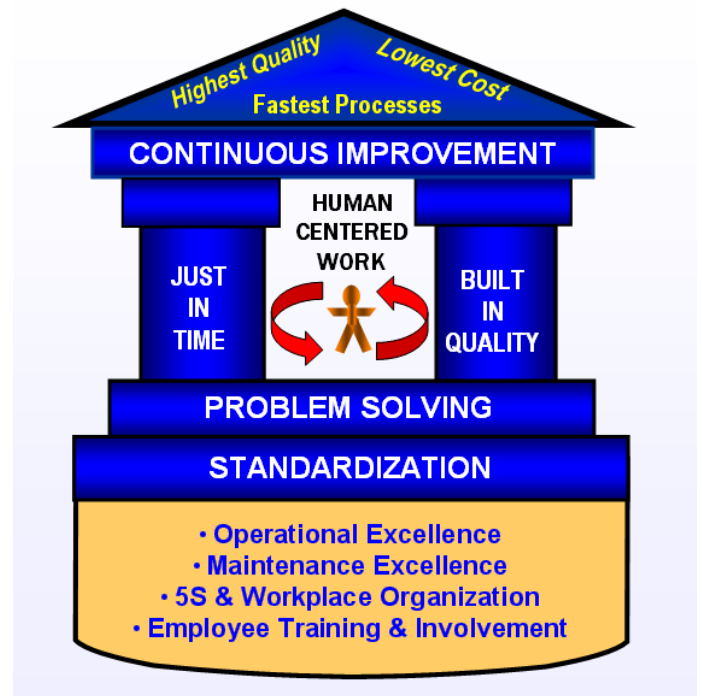 Highest Quality
Lowest Cost
Fastest Processes
CONTINUOUS IMPROVEMENT
HUMAN
CENTERED
WORK
JUST
IN
TIME
BUILT
IN
QUALITY
PROBLEM SOLVING
STANDARDIZATION
• Operational Excellence
• Maintenance Excellence
• 5S & Workplace Organization
• Employee Training & Involvement